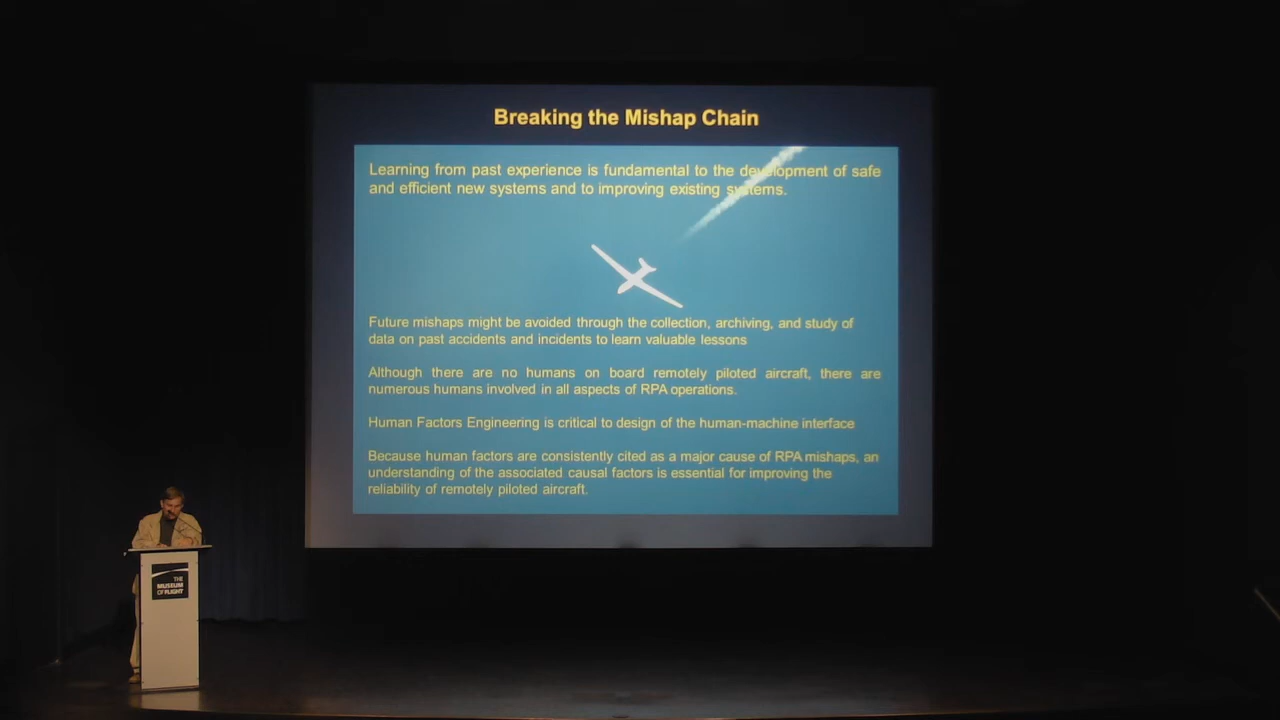 Breaking the Mishap Chain
Learning from past experience is fundamental to the development of safe
and efficient new systems and to improving existing systems.
Future mishaps might be avoided through the collection, archiving, and study of
data on past accidents and incidents to learn valuable lessons
Although there are no humans on board remotely piloted aircraft, there are
numerous humans involved in all aspects of RPA operations.
Human Factors Engineering is critical to design of the human-machine interface
Because human factors are consistently cited as a major cause of RPA mishaps, an
understanding of the associated causal factors is essential for improving the
reliability of remotely piloted aircraft.
THE
MUSEUM
OF FLIGHT